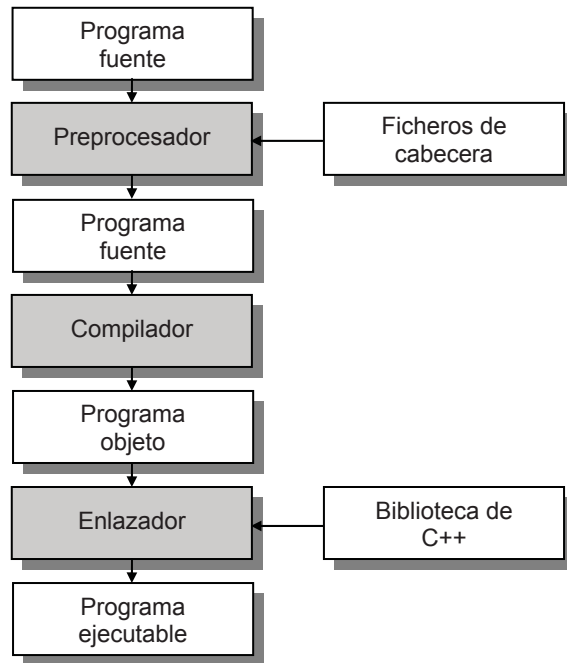 Programa
fuente
Preprocesador
Ficheros de
cabecera
Programa
fuente
Compilador
Programa
objeto
Enlazador
Biblioteca de
C++
Programa
ejecutable